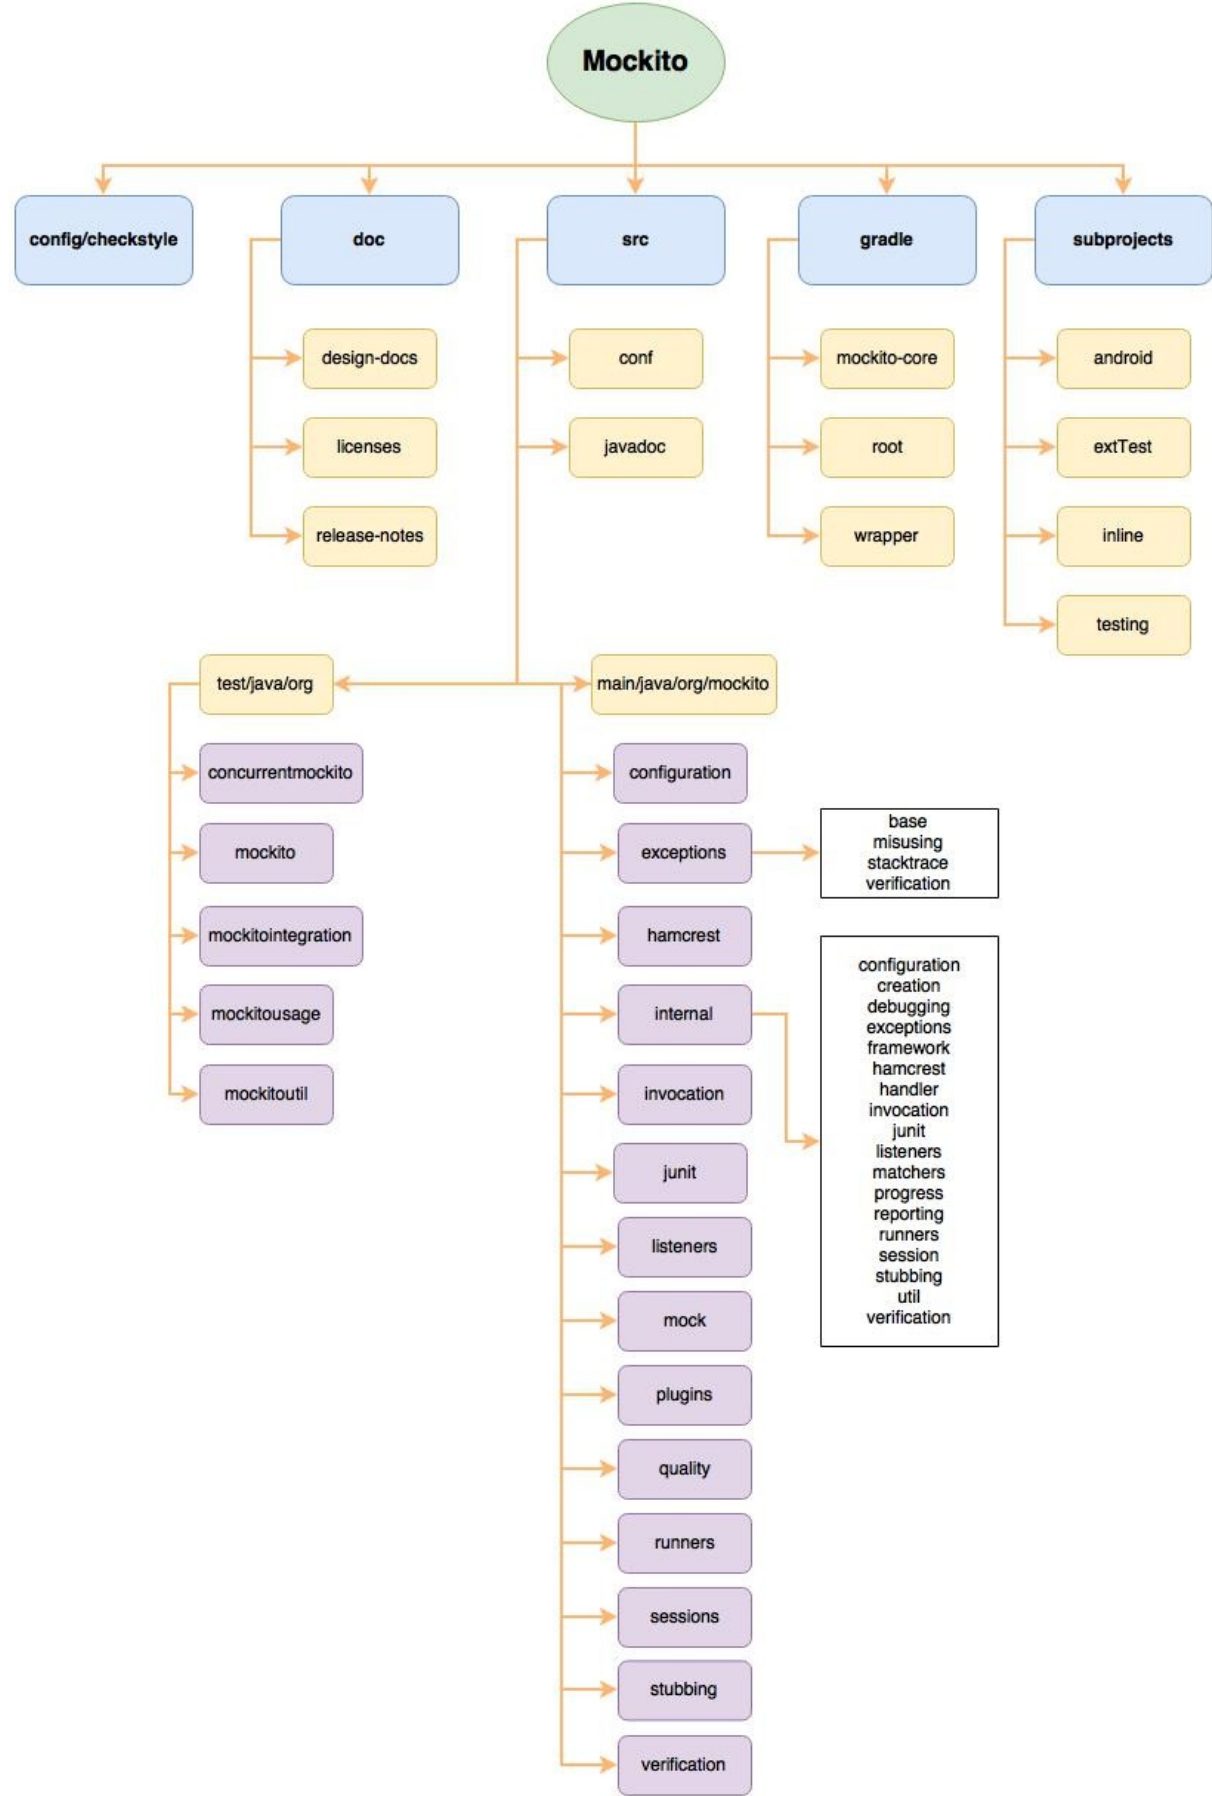 Mockito
config/checkstyle
doc
src
gradle
subprojects
design-docs
conf
mockito-core
android
licenses
javadoc
root
extTest
release-notes
wrapper
inline
testing
test/java/org
main/java/org/mockito
concurrentmockito
configuration
mockito
exceptions
base
misusing
stacktrace
verification
mockitointegration
hamcrest
mockitousage
internal
configuration
creation
debugging
exceptions
framework
hamcrest
handler
invocation
junit
listeners
matchers
progress
reporting
runners
session
stubbing
util
verification
mockitoutil
invocation
junit
listeners
mock
plugins
quality
runners
sessions
stubbing
verification